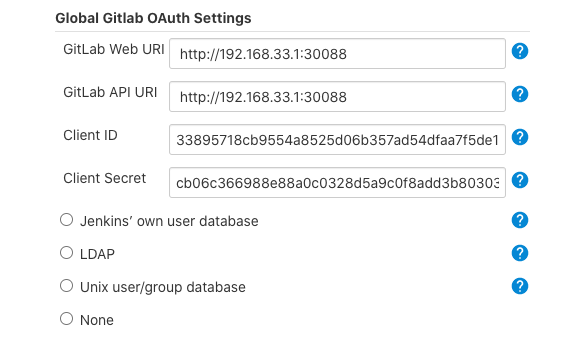 Global Gitlab OAuth Settings
GitLab Web URI http://192.168.33.1:30088 ?
GitLab API URI http://192.168.33.1:30088 ?
Client ID 33895718cb9554a8525d06b357ad54dfaa7f5de1 ?
Client Secret cb06c366988e88a0c0328d5a9c0f8add3b80303 ?
Jenkins’ own user database ?
LDAP ?
Unix user/group database ?
None